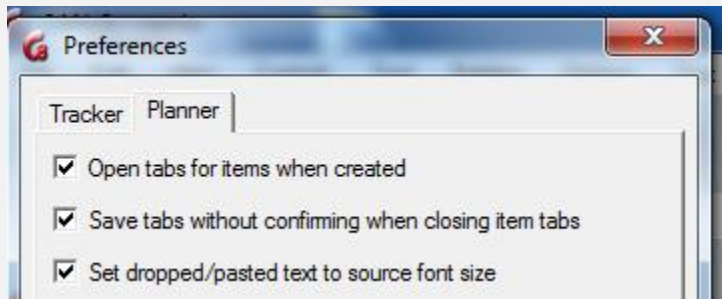 Preferences
Tracker Planner
Open tabs for items when created
Save tabs without confirming when closing item tabs
Set dropped/pasted text to source font size